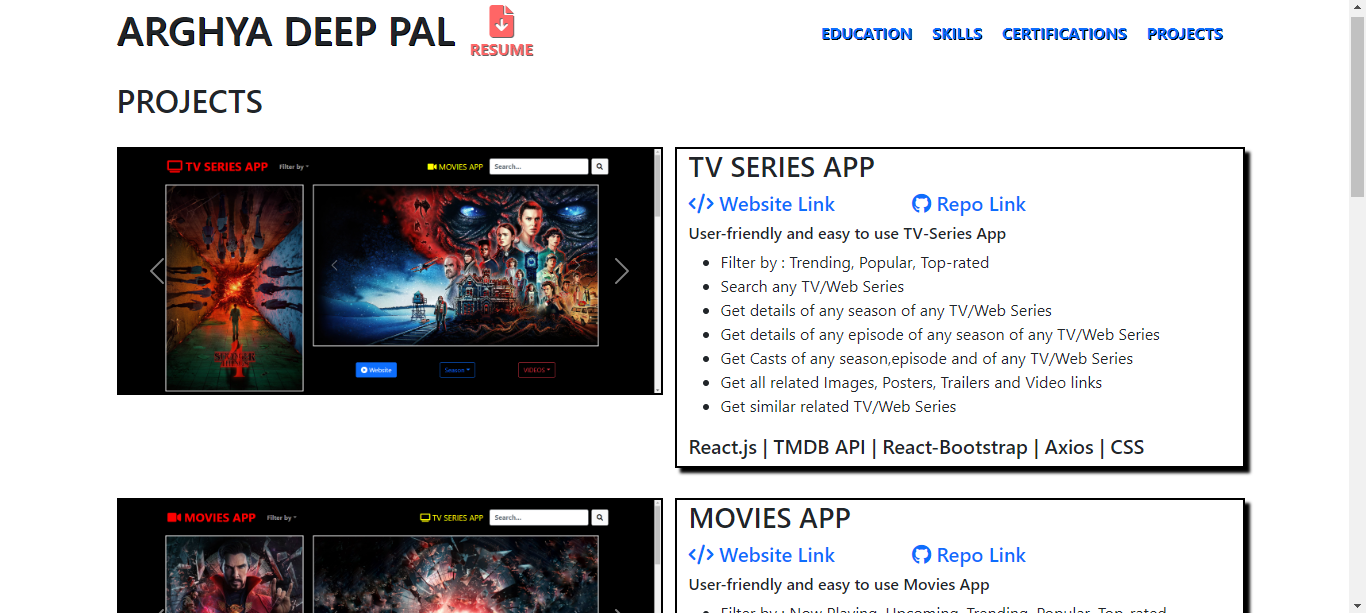 ARGHYA DEEP PAL
RESUME
EDUCATION SKILLS CERTIFICATIONS PROJECTS
PROJECTS
TV SERIES APP Filter by MOVIES APP Search...
STRANGER THINGS 4
Website Season VIDEOS
TV SERIES APP
</> Website Link Repo Link
User-friendly and easy to use TV-Series App
• Filter by : Trending, Popular, Top-rated
• Search any TV/Web Series
• Get details of any season of any TV/Web Series
• Get details of any episode of any season of any TV/Web Series
• Get Casts of any season,episode and of any TV/Web Series
• Get all related Images, Posters, Trailers and Video links
• Get similar related TV/Web Series
React.js | TMDB API | React-Bootstrap | Axios | CSS
MOVIES APP Filter by TV SERIES APP Search...
MOVIES APP
</> Website Link Repo Link
User-friendly and easy to use Movies App
• Filter by : Now Playing, Upcoming, Trending, Popular, Top-rated